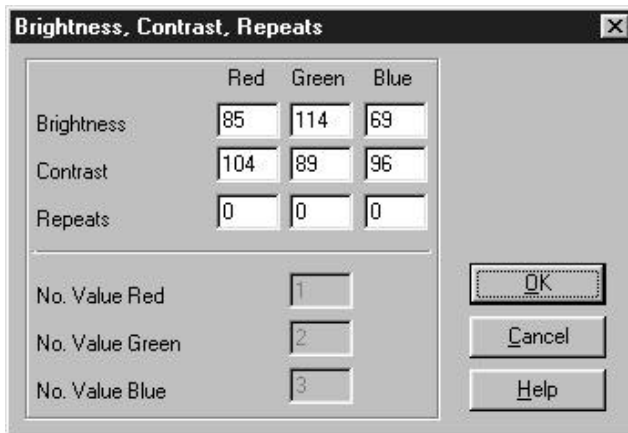 Brightness, Contrast, Repeats
Red Green Blue
Brightness 85 114 69
Contrast 104 89 96
Repeats 0 0 0
No. Value Red 1
No. Value Green 2
No. Value Blue 3
OK
Cancel
Help